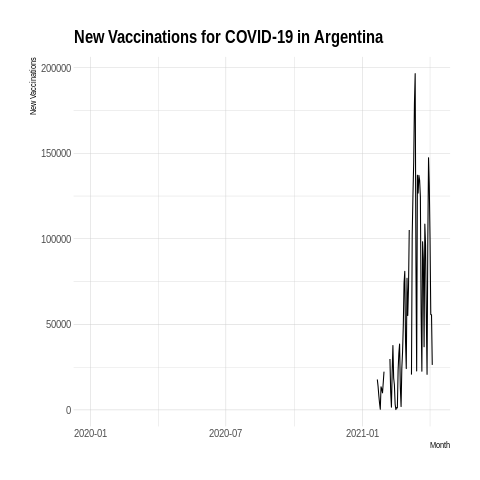 New Vaccinations for COVID-19 in Argentina
New Vaccinations
200000
150000
100000
50000
0
2020-01 2020-07 2021-01
Month